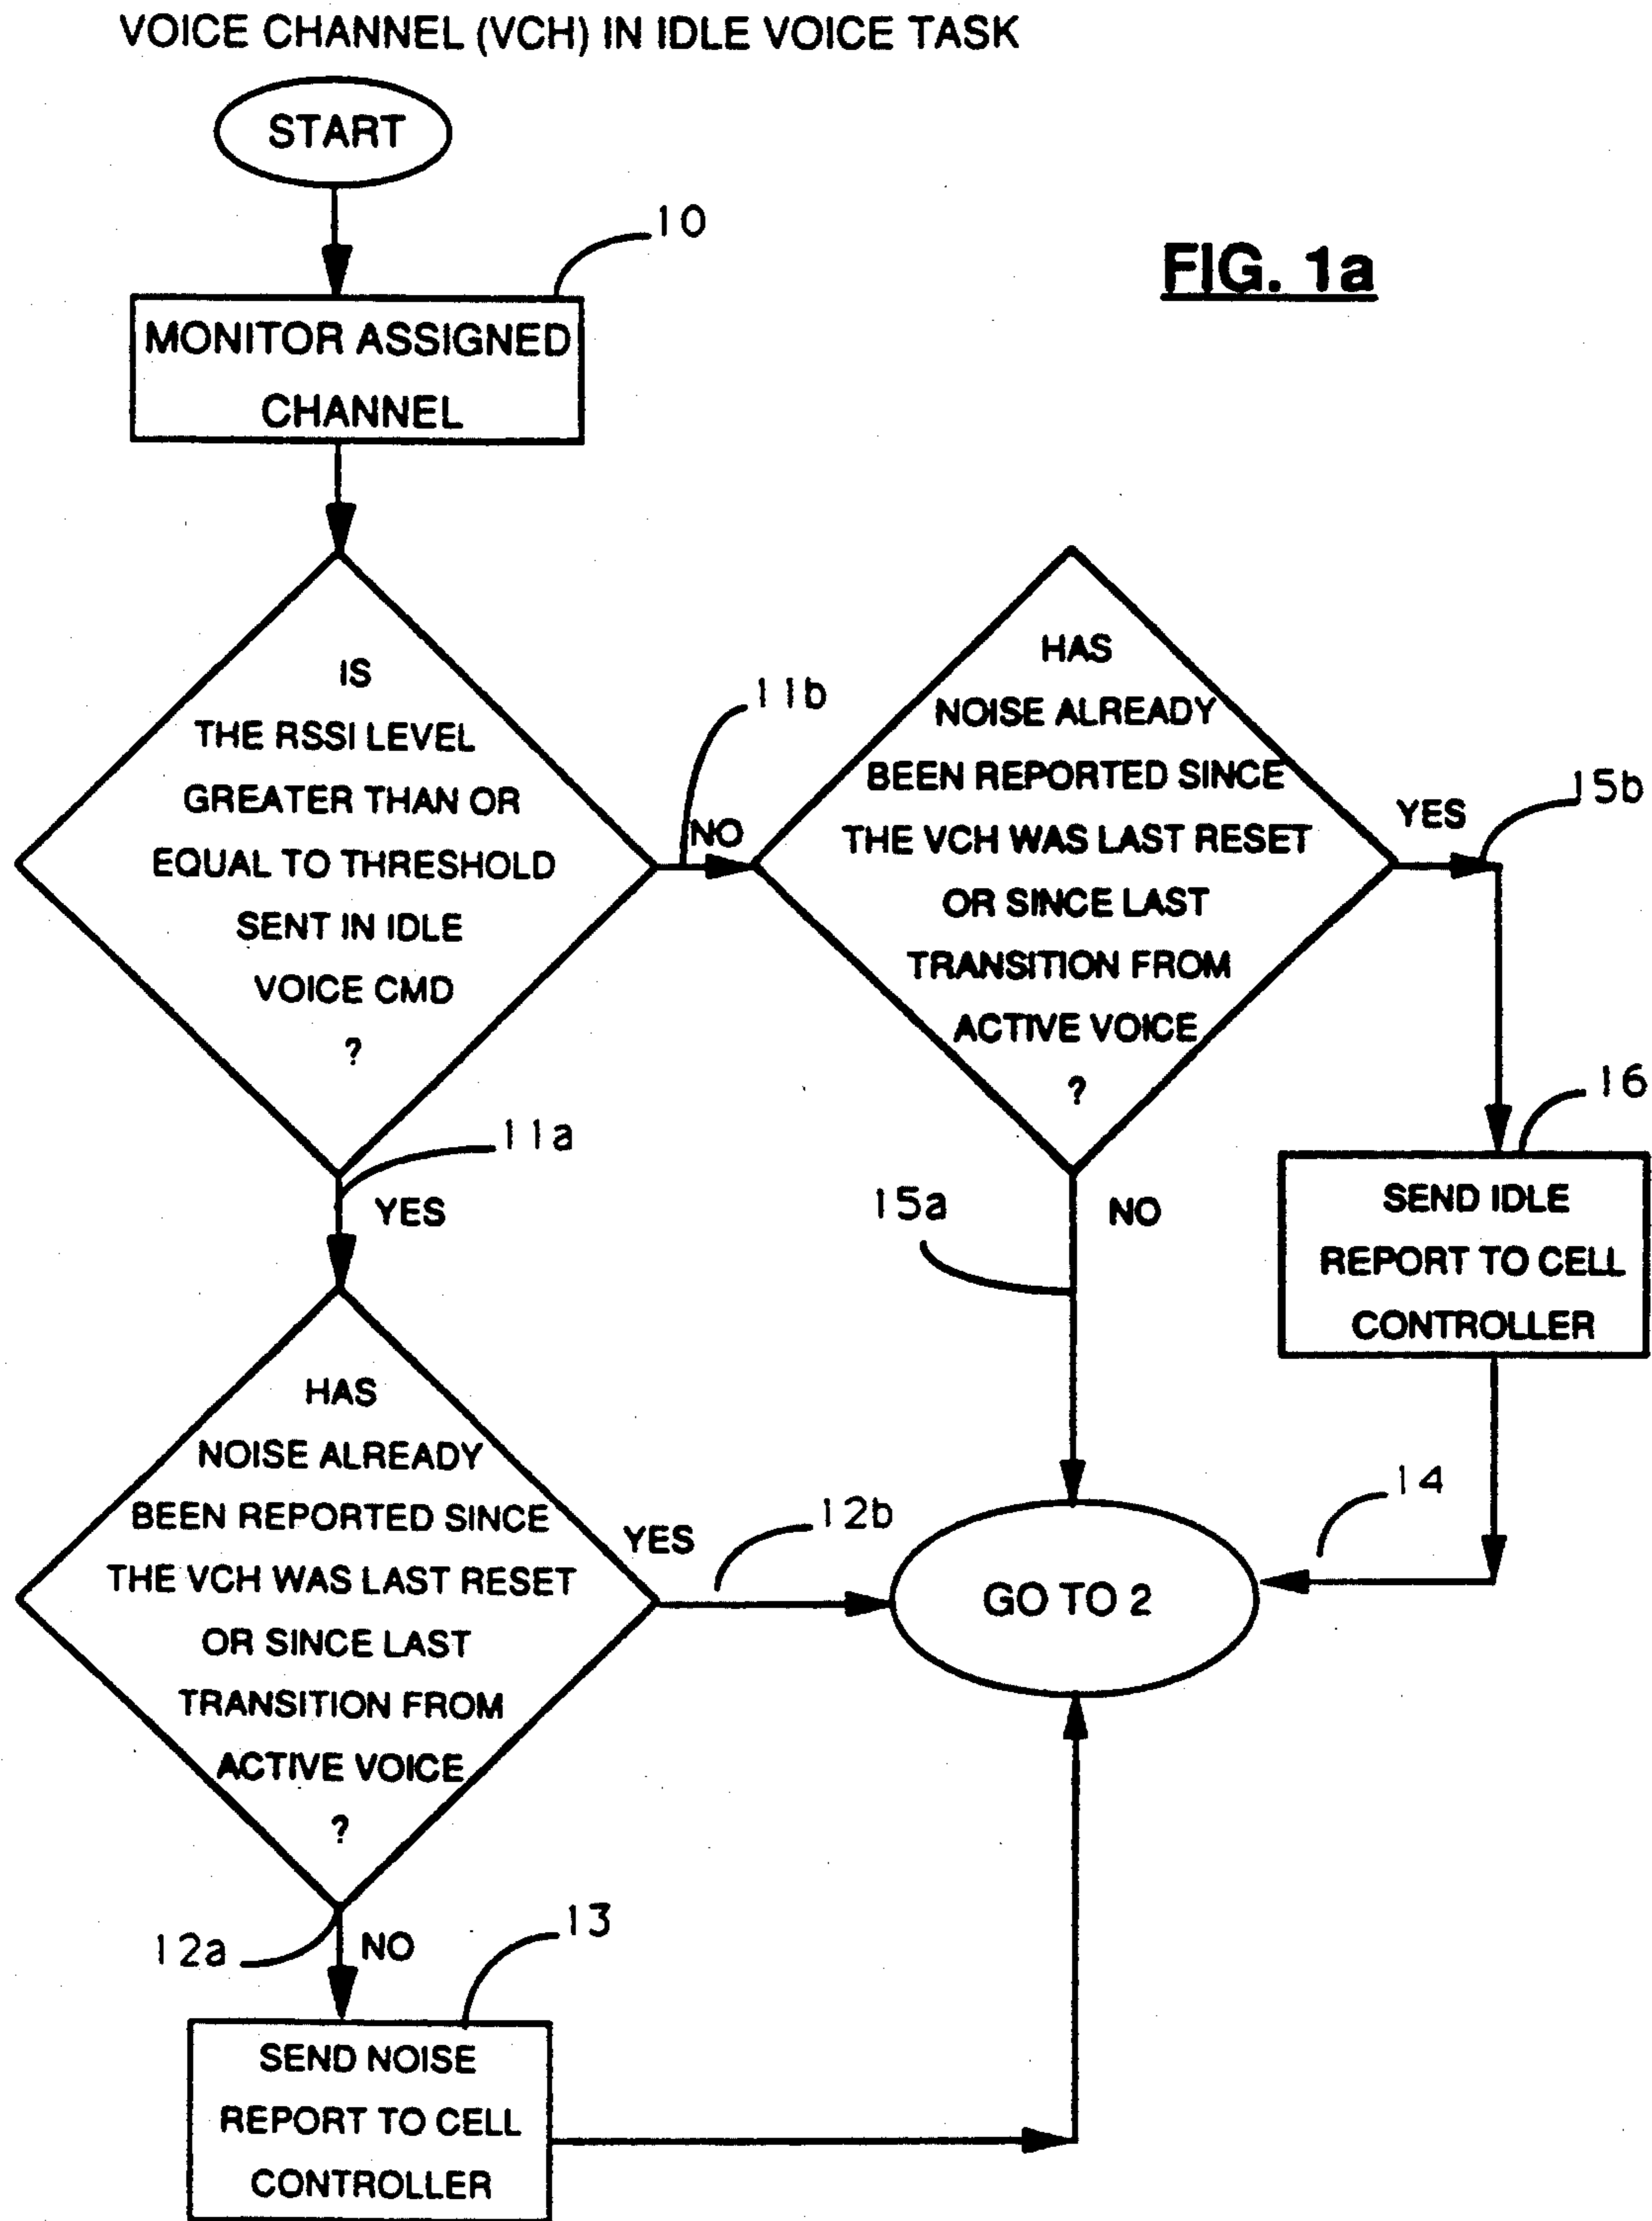 VOICE CHANNEL (VCH) IN IDLE VOICE TASK
START
10
FIG. 1a
MONITOR ASSIGNED
CHANNEL
IS
THE RSSI LEVEL
GREATER THAN OR
EQUAL TO THRESHOLD
SENT IN IDLE
VOICE CMD
?
11b
NO
HAS
NOISE ALREADY
BEEN REPORTED SINCE
THE VCH WAS LAST RESET
OR SINCE LAST
TRANSITION FROM
ACTIVE VOICE
?
YES
15b
16
SEND IDLE
REPORT TO CELL
CONTROLLER
11a
YES
15a
NO
HAS
NOISE ALREADY
BEEN REPORTED SINCE
THE VCH WAS LAST RESET
OR SINCE LAST
TRANSITION FROM
ACTIVE VOICE
?
YES
12b
14
GO TO 2
12a
NO
13
SEND NOISE
REPORT TO CELL
CONTROLLER